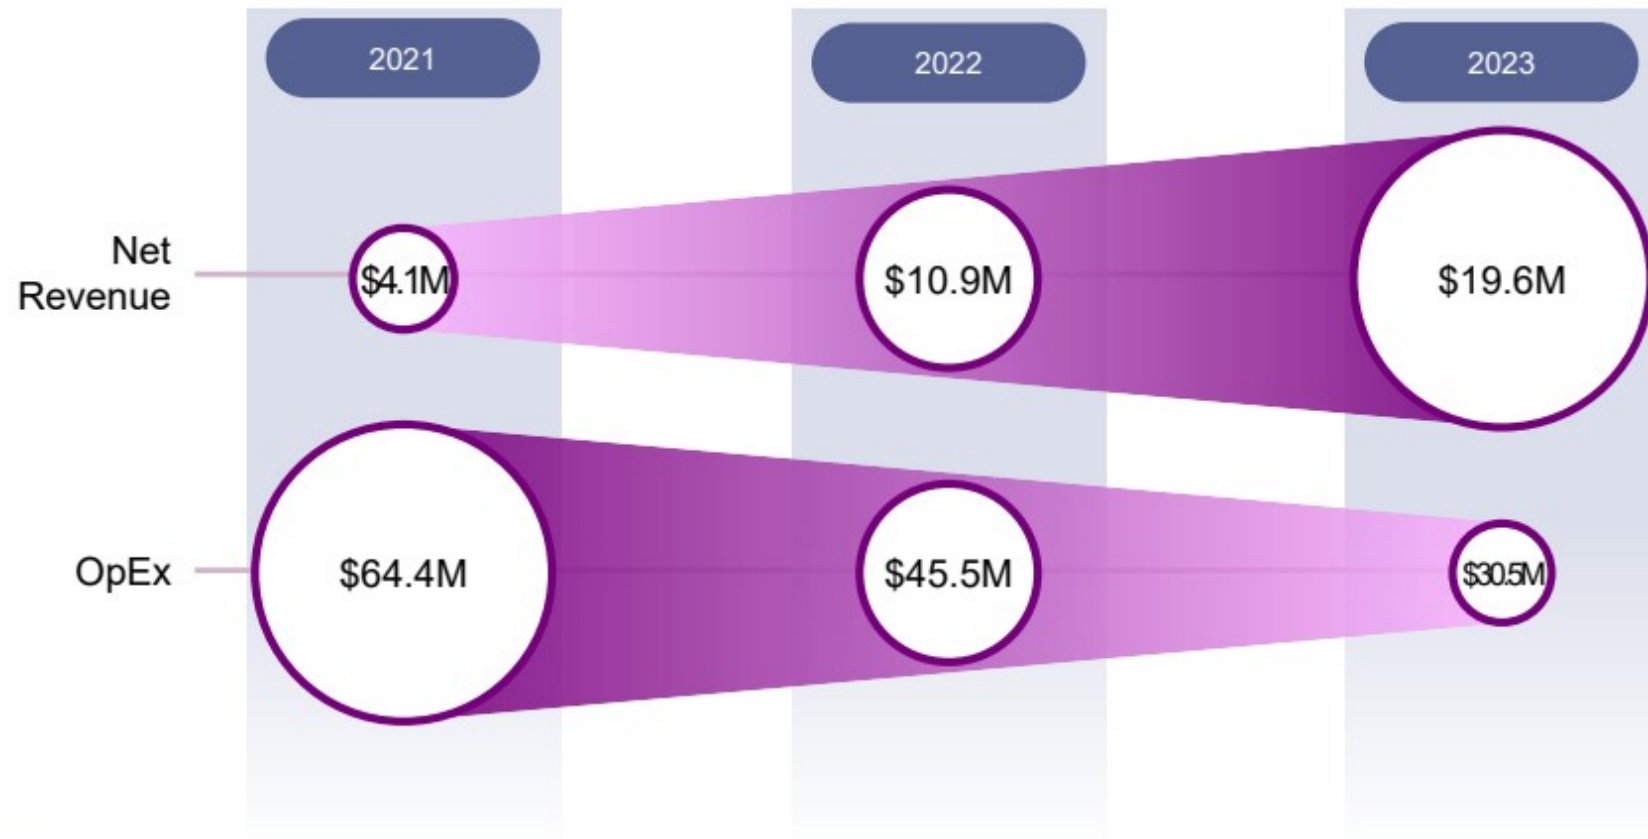 2021
2022
2023
Net
Revenue
$4.1M
$10.9M
$19.6M
OpEx
$64.4M
$45.5M
$30.5M